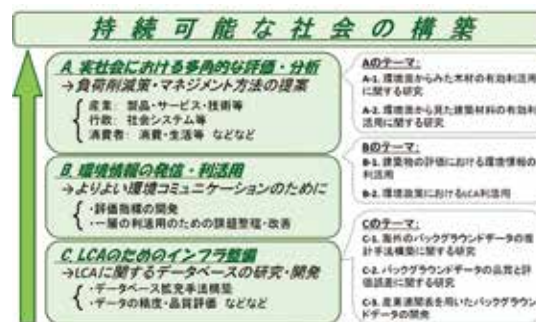 持続可能な社会の構築
A. 実社会における多角的な評価・分析
→負荷削減策・マネジメント方法の提案
産業: 製品・サービス・技術等
行政: 社会システム等
消費者: 消費・生活等 などなど
B. 環境情報の発信・利活用
→よりよい環境コミュニケーションのために
・評価指標の開発
・一層の利活用のための課題整理・改善
C. LCAのためのインフラ整備
→LCAに関するデータベースの研究・開発
・データベース拡充手法構築
・データの精度・品質評価 などなど
Aのテーマ:
A-1. 環境面からみた木材の有効利活用
に関する研究
A-2. 環境面から見た建築材料の有効利
活用に関する研究
Bのテーマ:
B-1. 建築物の評価における環境情報の
利活用
B-2. 環境政策におけるLCA利活用
Cのテーマ:
C-1. 海外のバックグラウンドデータの推
計手法構築に関する研究
C-2. バックグラウンドデータの品質と評
価誤差に関する研究
C-3. 産業連関表を用いたバックグラウン
ドデータの開発